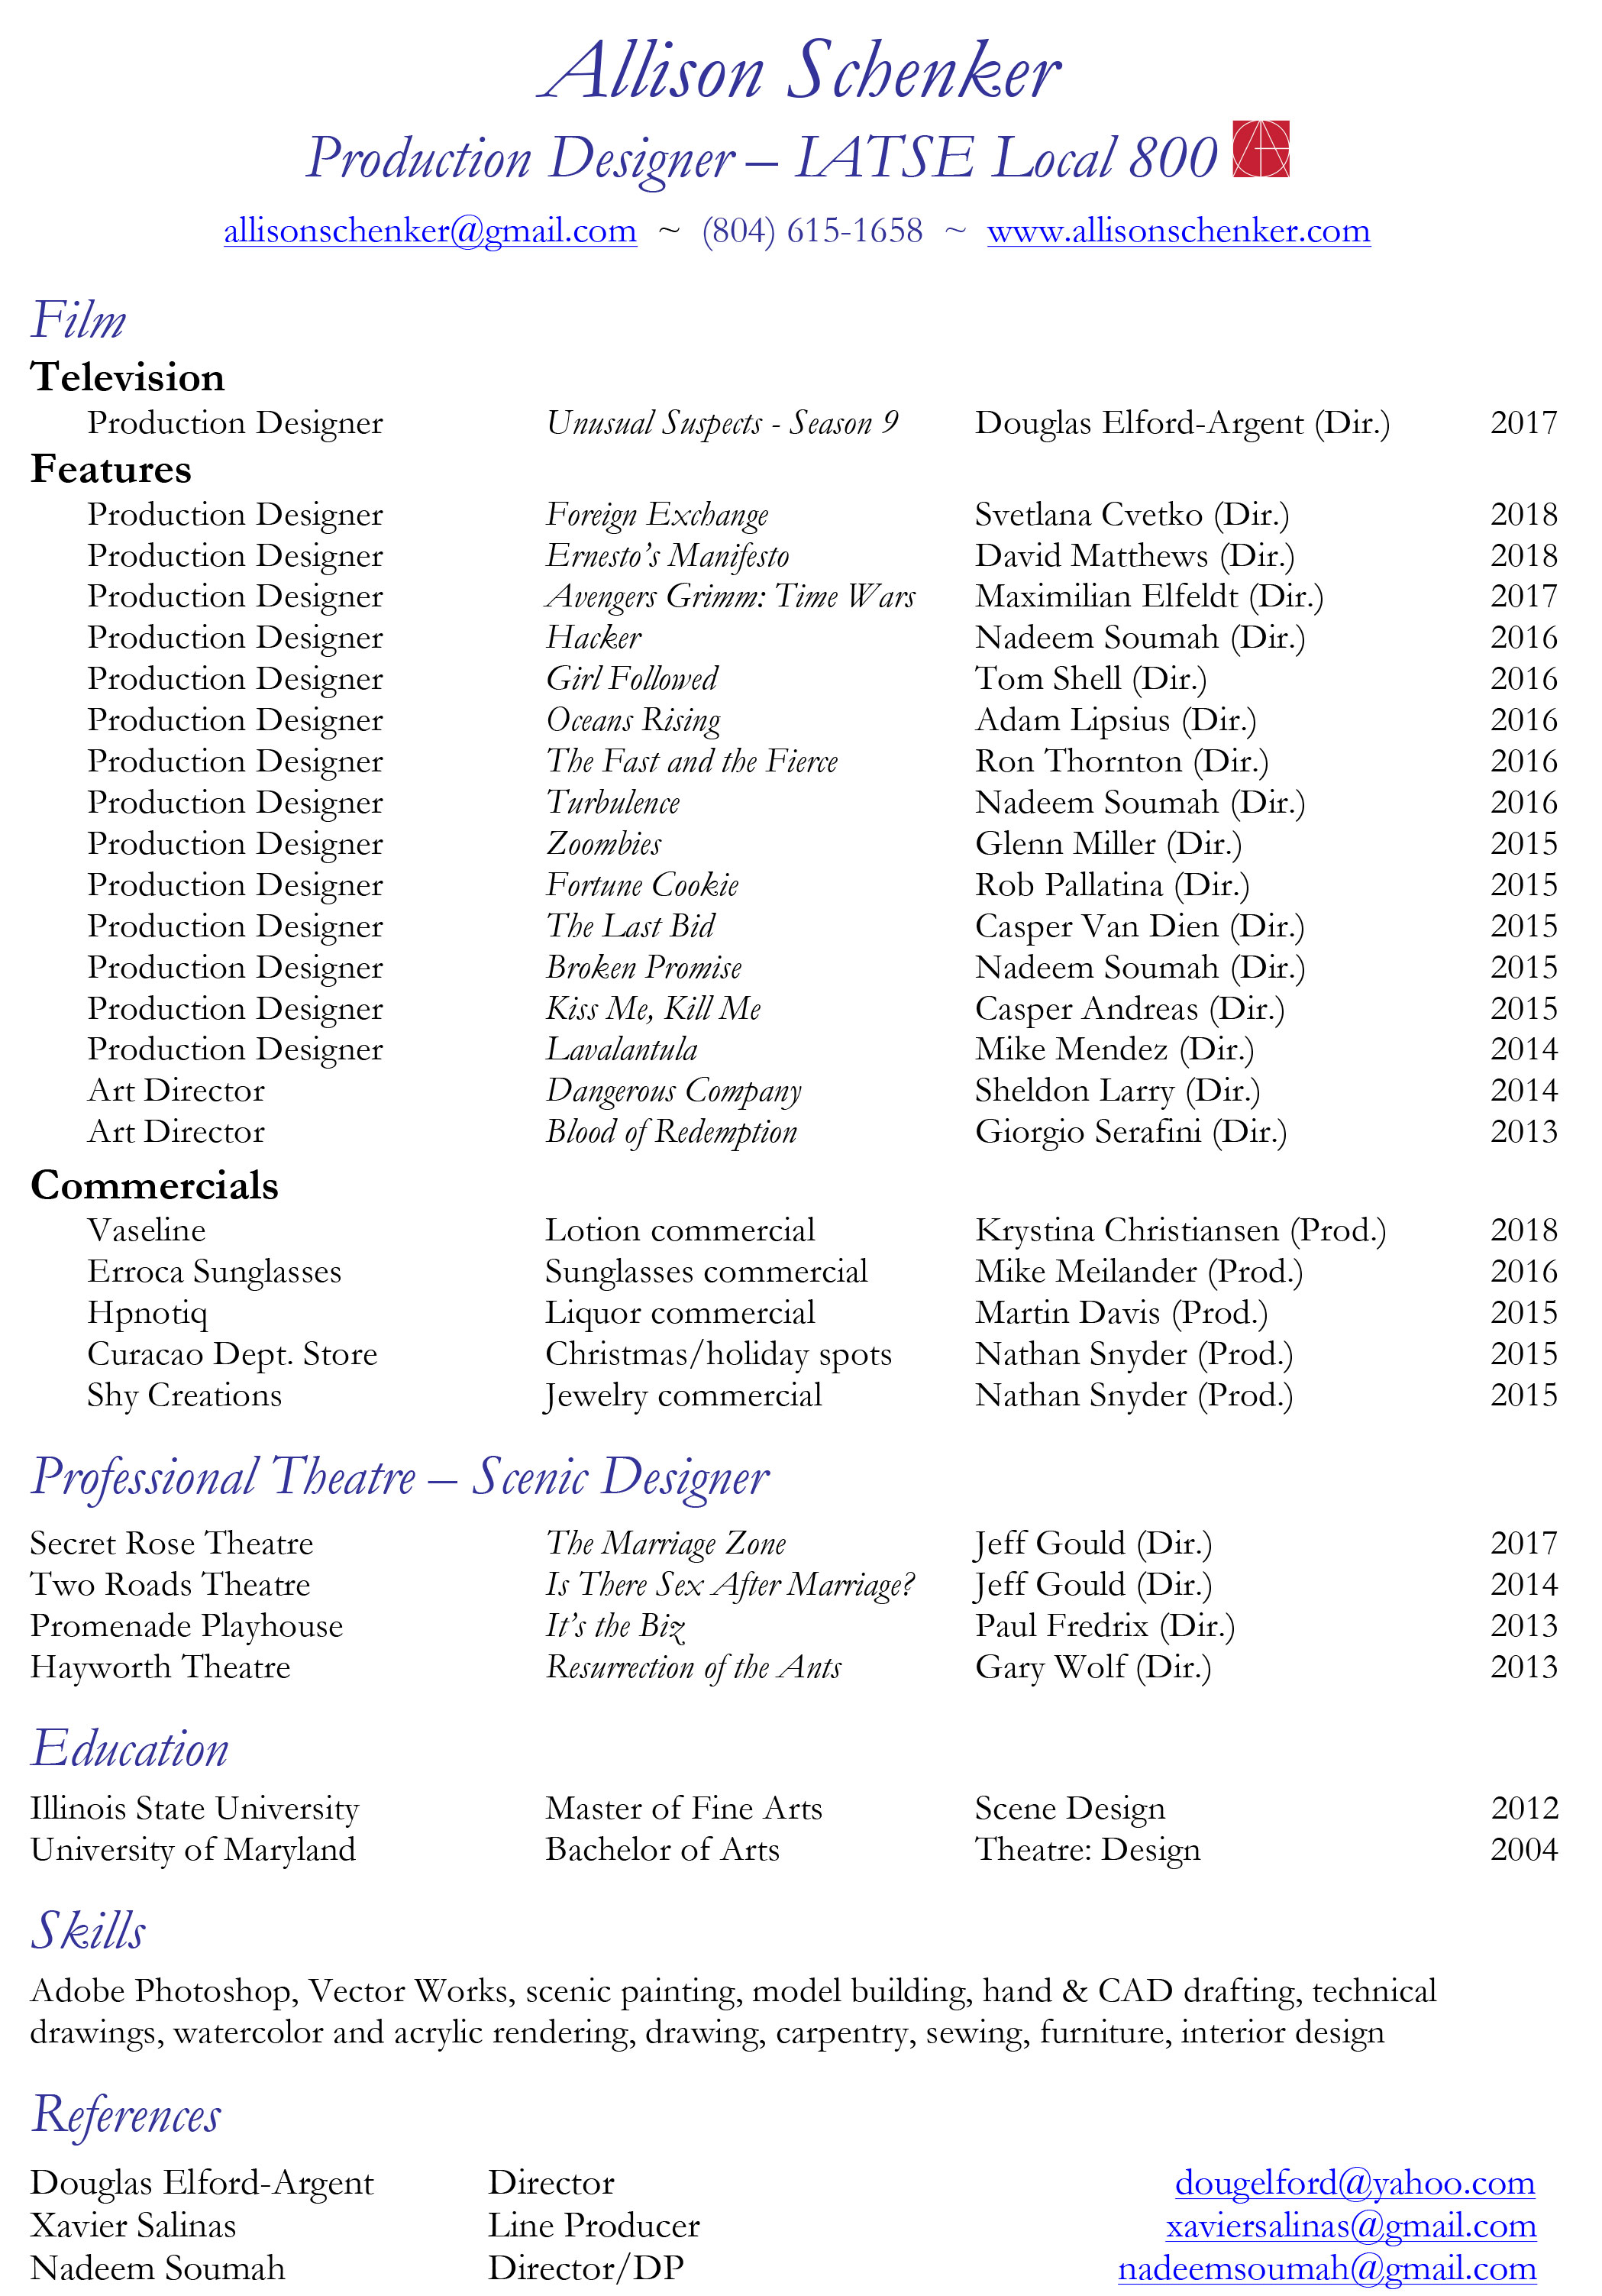 Allison Schenker
Production Designer – IATSE Local 800
allisonschenker@gmail.com ~ (804) 615-1658 ~ www.allisonschenker.com
Film
Television
Production Designer Unusual Suspects - Season 9 Douglas Elford-Argent (Dir.) 2017
Features
Production Designer Foreign Exchange Svetlana Cvetko (Dir.) 2018
Production Designer Ernesto’s Manifesto David Matthews (Dir.) 2018
Production Designer Avengers Grimm: Time Wars Maximilian Elfeldt (Dir.) 2017
Production Designer Hacker Nadeem Soumah (Dir.) 2016
Production Designer Girl Followed Tom Shell (Dir.) 2016
Production Designer Oceans Rising Adam Lipsius (Dir.) 2016
Production Designer The Fast and the Fierce Ron Thornton (Dir.) 2016
Production Designer Turbulence Nadeem Soumah (Dir.) 2016
Production Designer Zoombies Glenn Miller (Dir.) 2015
Production Designer Fortune Cookie Rob Pallatina (Dir.) 2015
Production Designer The Last Bid Casper Van Dien (Dir.) 2015
Production Designer Broken Promise Nadeem Soumah (Dir.) 2015
Production Designer Kiss Me, Kill Me Casper Andreas (Dir.) 2015
Production Designer Lavalantula Mike Mendez (Dir.) 2014
Art Director Dangerous Company Sheldon Larry (Dir.) 2014
Art Director Blood of Redemption Giorgio Serafini (Dir.) 2013
Commercials
Vaseline Lotion commercial Krystina Christiansen (Prod.) 2018
Erroca Sunglasses Sunglasses commercial Mike Meilander (Prod.) 2016
Hpnotiq Liquor commercial Martin Davis (Prod.) 2015
Curacao Dept. Store Christmas/holiday spots Nathan Snyder (Prod.) 2015
Shy Creations Jewelry commercial Nathan Snyder (Prod.) 2015
Professional Theatre – Scenic Designer
Secret Rose Theatre The Marriage Zone Jeff Gould (Dir.) 2017
Two Roads Theatre Is There Sex After Marriage? Jeff Gould (Dir.) 2014
Promenade Playhouse It’s the Biz Paul Fredrix (Dir.) 2013
Hayworth Theatre Resurrection of the Ants Gary Wolf (Dir.) 2013
Education
Illinois State University Master of Fine Arts Scene Design 2012
University of Maryland Bachelor of Arts Theatre: Design 2004
Skills
Adobe Photoshop, Vector Works, scenic painting, model building, hand & CAD drafting, technical
drawings, watercolor and acrylic rendering, drawing, carpentry, sewing, furniture, interior design
References
Douglas Elford-Argent Director dougelford@yahoo.com
Xavier Salinas Line Producer xaviersalinas@gmail.com
Nadeem Soumah Director/DP nadeemsoumah@gmail.com